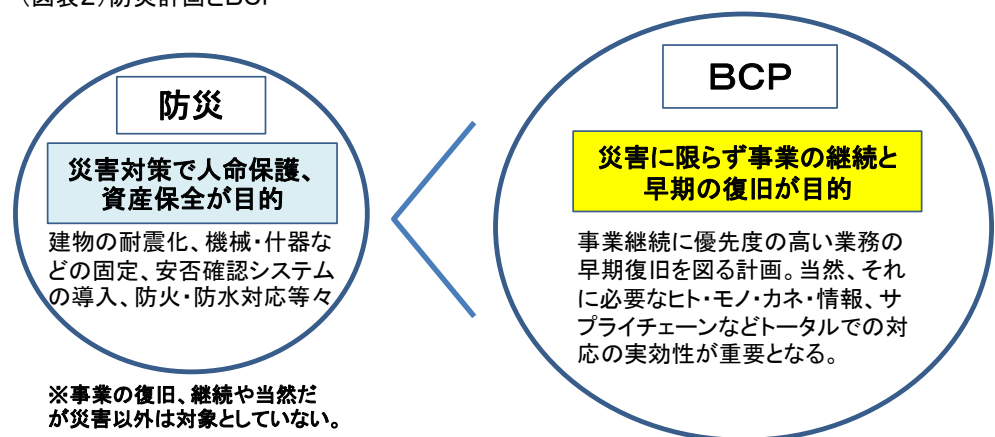 （図表２）防災計画とBCP
防災
災害対策で人命保護、
資産保全が目的
建物の耐震化、機械・什器な
どの固定、安否確認システム
の導入、防火・防水対応等々
※事業の復旧、継続や当然だ
が災害以外は対象としていない。
ＢＣＰ
災害に限らず事業の継続と
早期の復旧が目的
事業継続に優先度の高い業務の
早期復旧を図る計画。当然、それ
に必要なヒト・モノ・カネ・情報、サ
プライチェーンなどトータルでの対
応の実効性が重要となる。